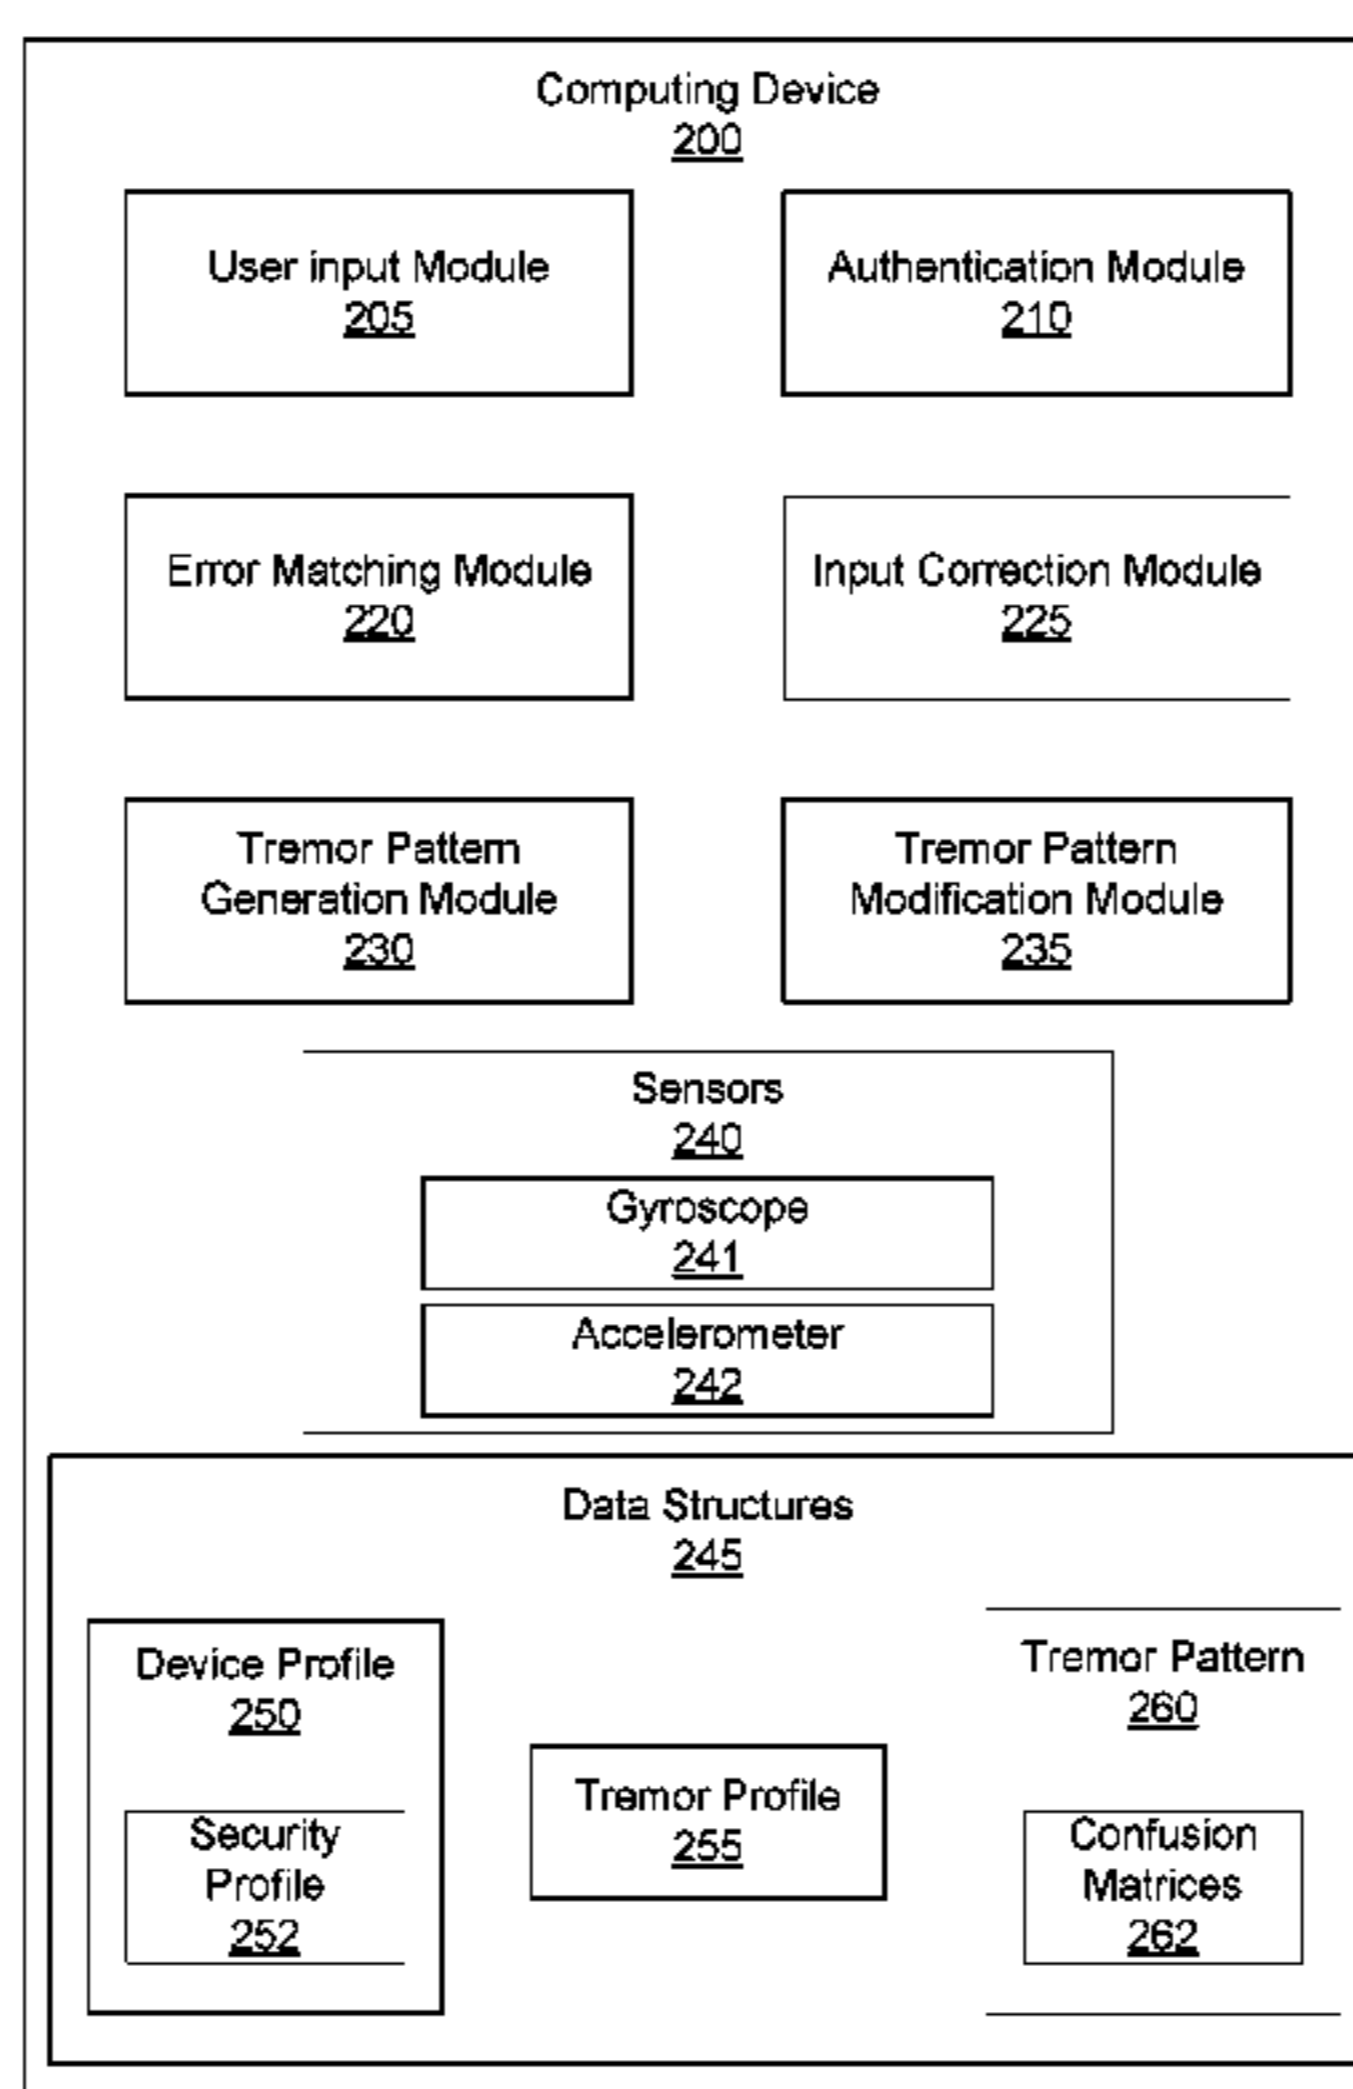 Computing Device
200
User input Module
205
Authentication Module
210
Error Matching Module
220
Input Correction Module
225
Tremor Pattern
Generation Module
230
Tremor Pattern
Modification Module
235
Sensors
240
Gyroscope
241
Accelerometer
242
Data Structures
245
Device Profile
250
Security
Profile
252
Tremor Profile
255
Tremor Pattern
260
Confusion
Matrices
262